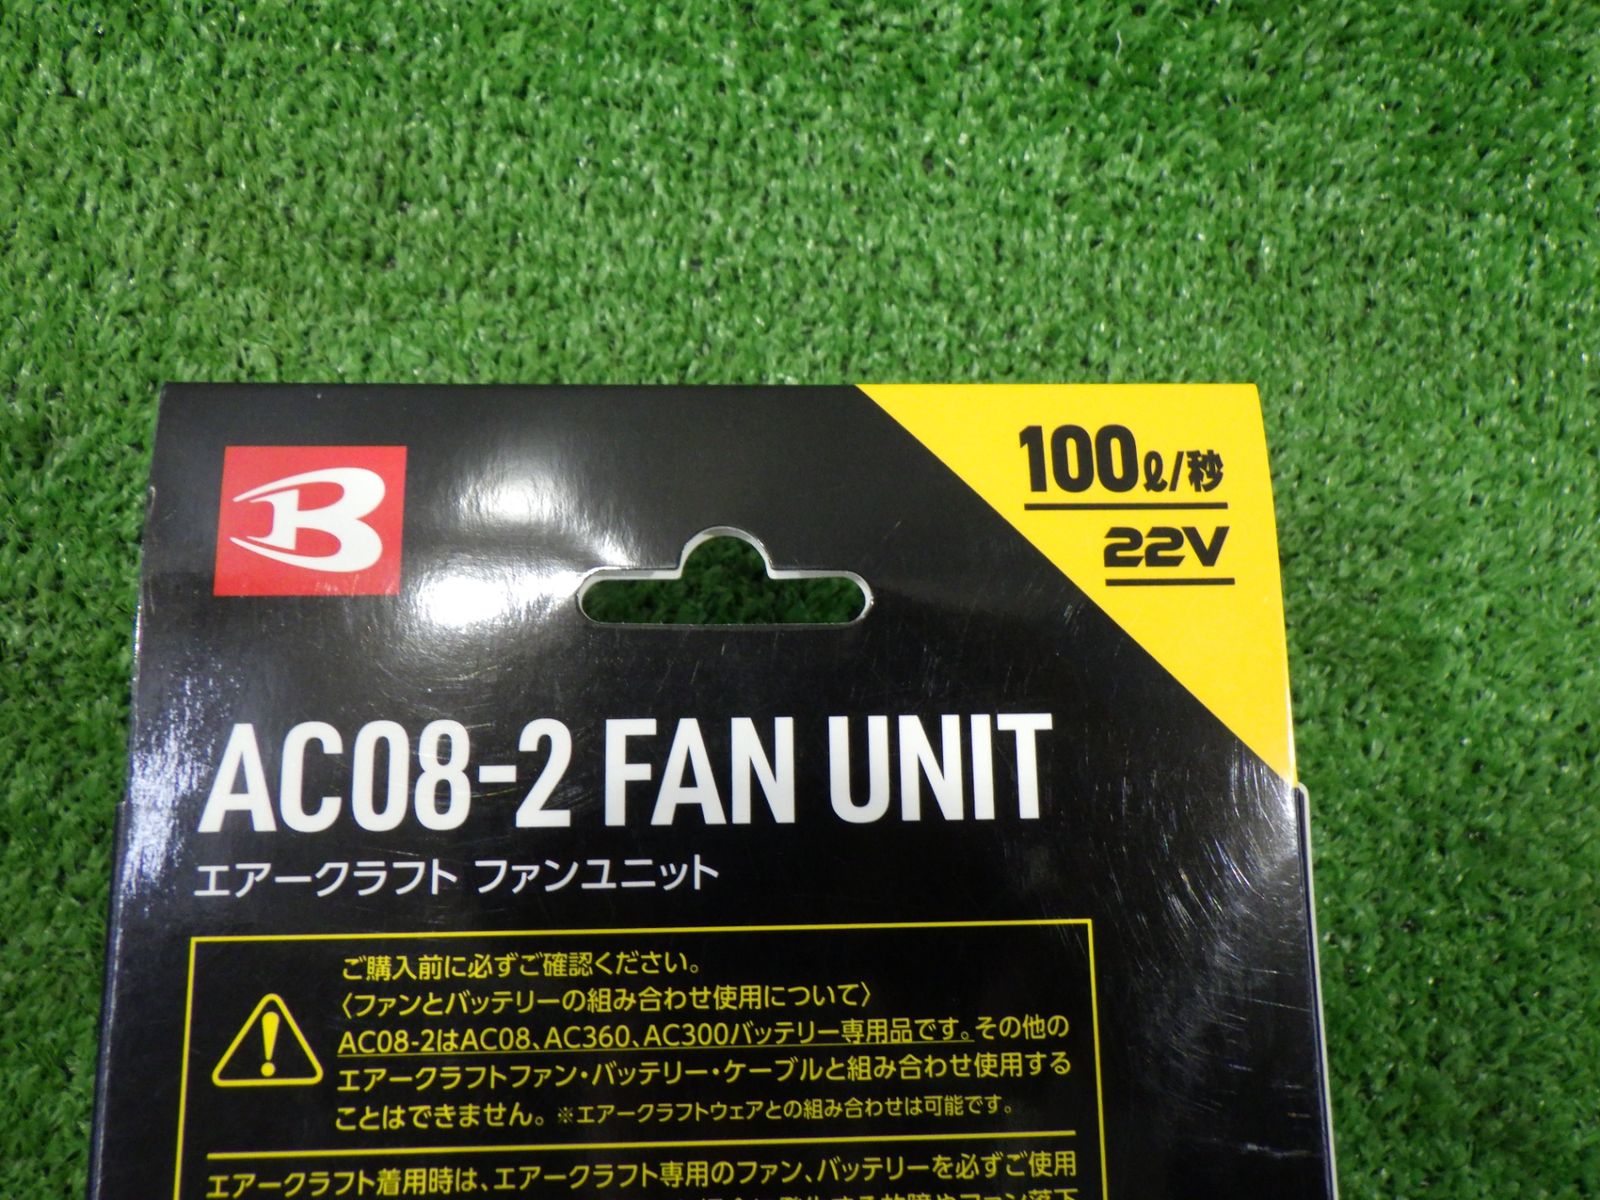 B
100ℓ/秒
22V
AC08-2 FAN UNIT
エアークラフト ファンユニット
ご購入前に必ずご確認ください。
〈ファンとバッテリーの組み合わせ使用について〉
AC08-2はAC08、AC360、AC300バッテリー専用品です。その他の
エアークラフトファン・バッテリー・ケーブルと組み合わせ使用する
ことはできません。※エアークラフトウェアとの組み合わせは可能です。
エアークラフト着用時は、エアークラフト専用のファン、バッテリーを必ずご使用